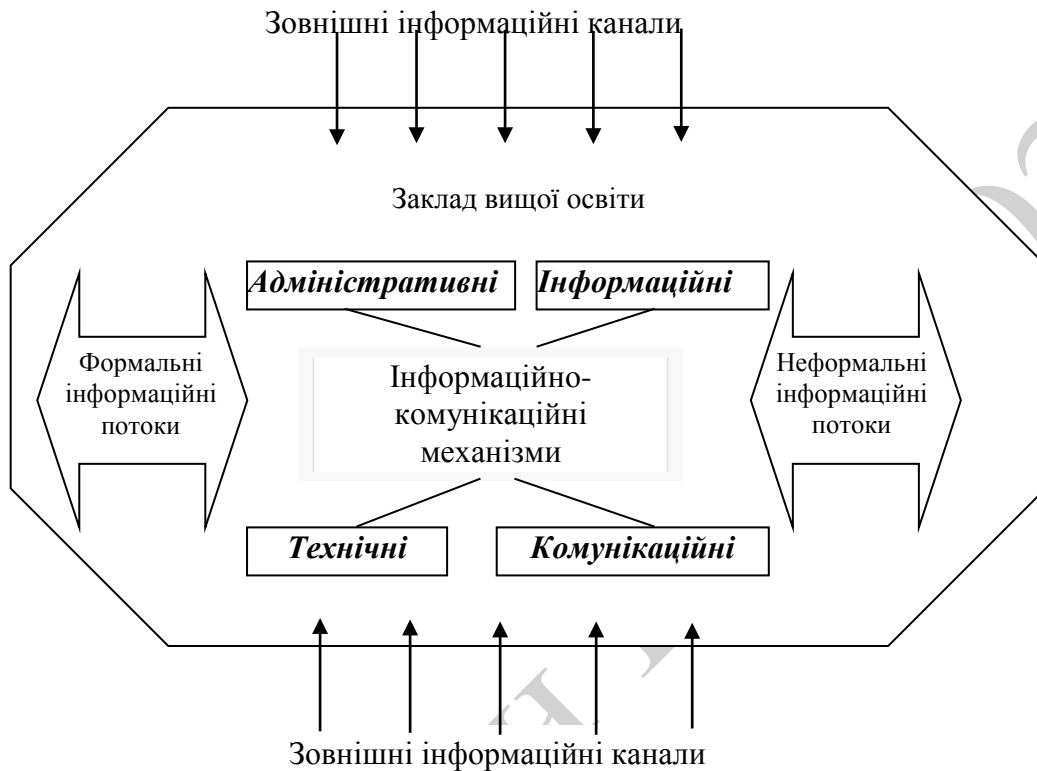 Зовнішні інформаційні канали
Заклад вищої освіти
Адміністративні
Інформаційні
Формальні
інформаційні
потоки
Інформаційно-
комунікаційні
механізми
Неформальні
інформаційні
потоки
Технічні
Комунікаційні
Зовнішні інформаційні канали